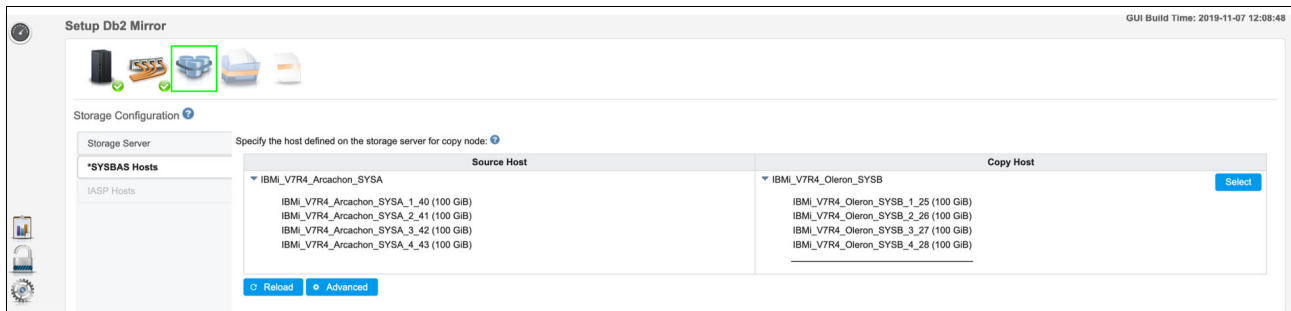 GUI Build Time: 2019-11-07 12:08:48
Setup Db2 Mirror
Storage Configuration
Storage Server
*SYSBAS Hosts
IASP Hosts
Specify the host defined on the storage server for copy node:
Source Host
Copy Host
IBMi_V7R4_Arcachon_SYSA
IBMi_V7R4_Arcachon_SYSA_1_40 (100 GiB)
IBMi_V7R4_Arcachon_SYSA_2_41 (100 GiB)
IBMi_V7R4_Arcachon_SYSA_3_42 (100 GiB)
IBMi_V7R4_Arcachon_SYSA_4_43 (100 GiB)
IBMi_V7R4_Oleron_SYSB
Select
IBMi_V7R4_Oleron_SYSB_1_25 (100 GiB)
IBMi_V7R4_Oleron_SYSB_2_26 (100 GiB)
IBMi_V7R4_Oleron_SYSB_3_27 (100 GiB)
IBMi_V7R4_Oleron_SYSB_4_28 (100 GiB)
Reload
Advanced